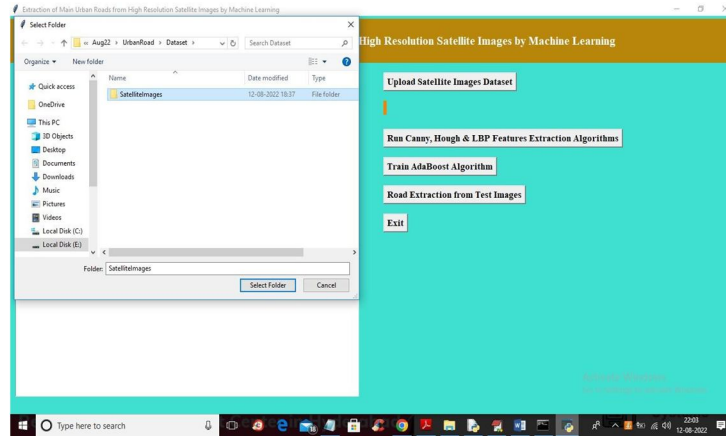 Extraction of Main Urban Roads from High Resolution Satellite Images by Machine Learning
Select Folder
« Aug22 › UrbanRoad › Dataset ›
Search Dataset
High Resolution Satellite Images by Machine Learning
Organize
New folder
Name
Date modified
Type
Quick access
SatelliteImages
12-08-2022 18:37
File folder
OneDrive
This PC
3D Objects
Desktop
Documents
Downloads
Music
Pictures
Videos
Local Disk (C:)
Local Disk (E:)
Folder: SatelliteImages
Select Folder
Cancel
Upload Satellite Images Dataset
Run Canny, Hough & LBP Features Extraction Algorithms
Train AdaBoost Algorithm
Road Extraction from Test Images
Exit
Type here to search
22:03
12-08-2022